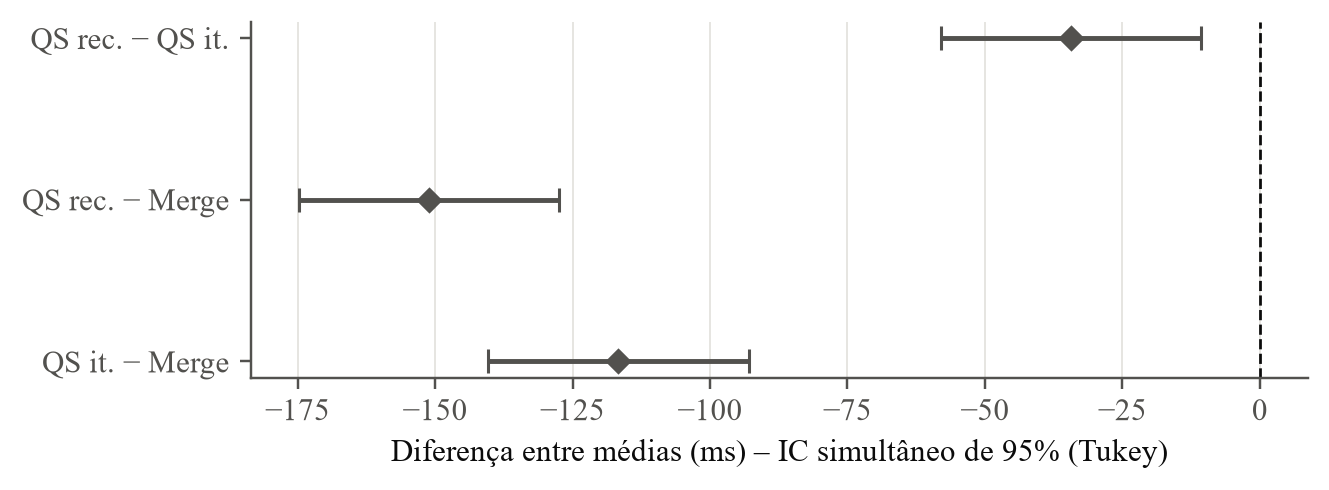 QS rec. − QS it.
QS rec. − Merge
QS it. − Merge
−175 −150 −125 −100 −75 −50 −25 0
Diferença entre médias (ms) – IC simultâneo de 95% (Tukey)